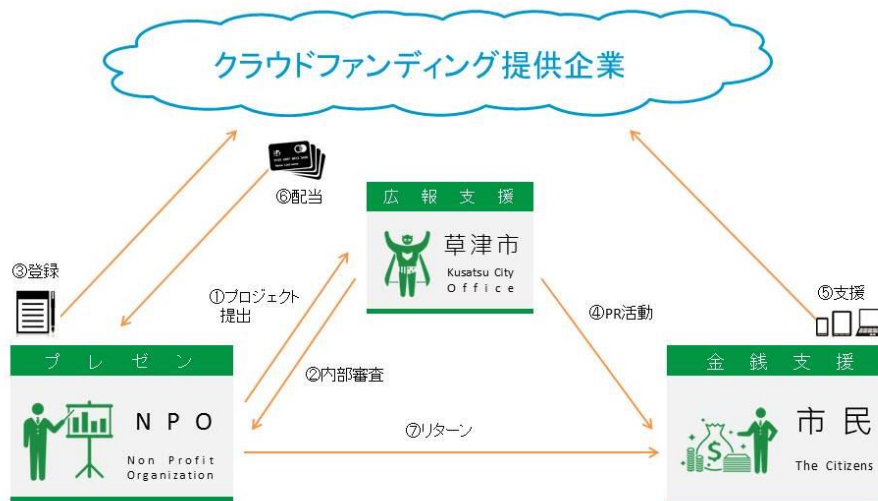 クラウドファンディング提供企業
⑥配当
広報支援
草津市
Kusatsu City
Office
③登録
①プロジェクト
提出
⑤支援
④PR活動
②内部審査
プレゼン
NPO
Non Profit
Organization
⑦リターン
金銭支援
市民
The Citizens